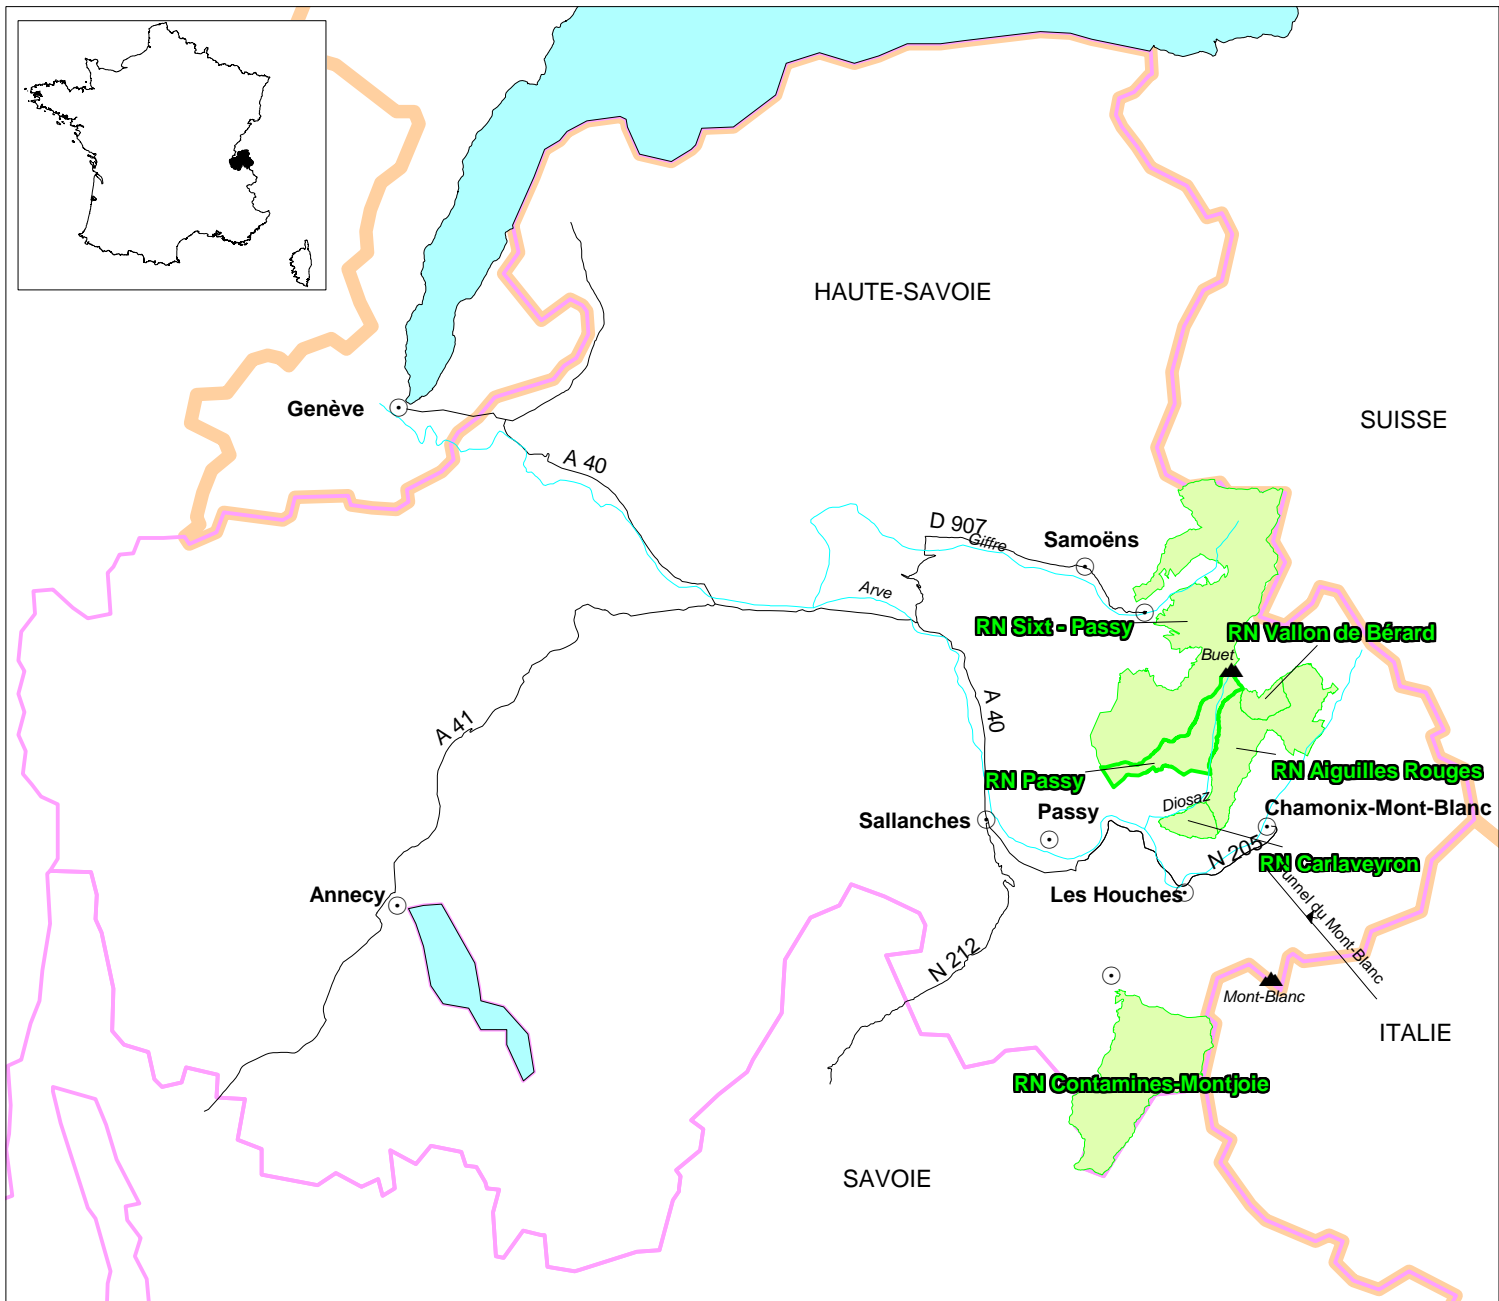 HAUTE-SAVOIE
Genève
SUISSE
A 40
D 907
Giffre
Samoëns
Arve
RN Sixt - Passy
RN Vallon de Bérard
Buet
A 41
A 40
RN Passy
RN Aiguilles Rouges
Diosaz
Sallanches
Passy
Chamonix-Mont-Blanc
N 205
RN Carlaveyron
Annecy
Les Houches
Tunnel du Mont-Blanc
N 212
Mont-Blanc
ITALIE
RN Contamines-Montjoie
SAVOIE